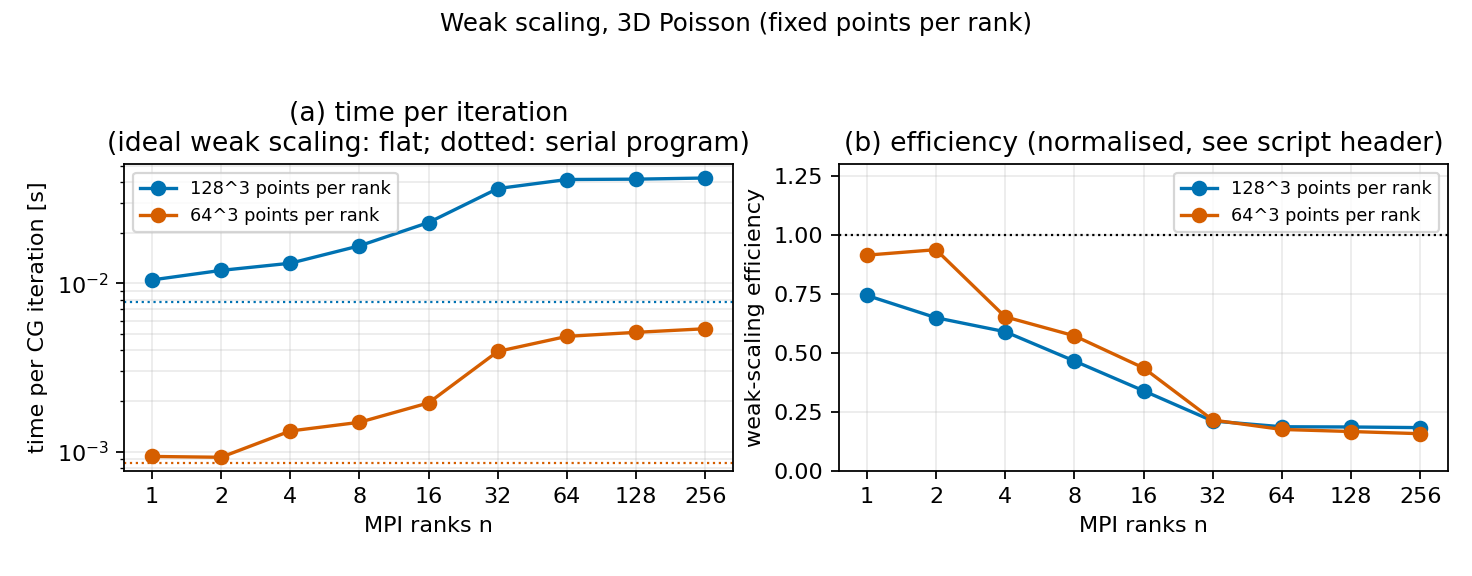 Weak scaling, 3D Poisson (fixed points per rank)
(a) time per iteration
(ideal weak scaling: flat; dotted: serial program)
128^3 points per rank
64^3 points per rank
time per CG iteration [s]
10⁻²
10⁻³
1 2 4 8 16 32 64 128 256
MPI ranks n
(b) efficiency (normalised, see script header)
128^3 points per rank
64^3 points per rank
weak-scaling efficiency
1.25
1.00
0.75
0.50
0.25
0.00
1 2 4 8 16 32 64 128 256
MPI ranks n